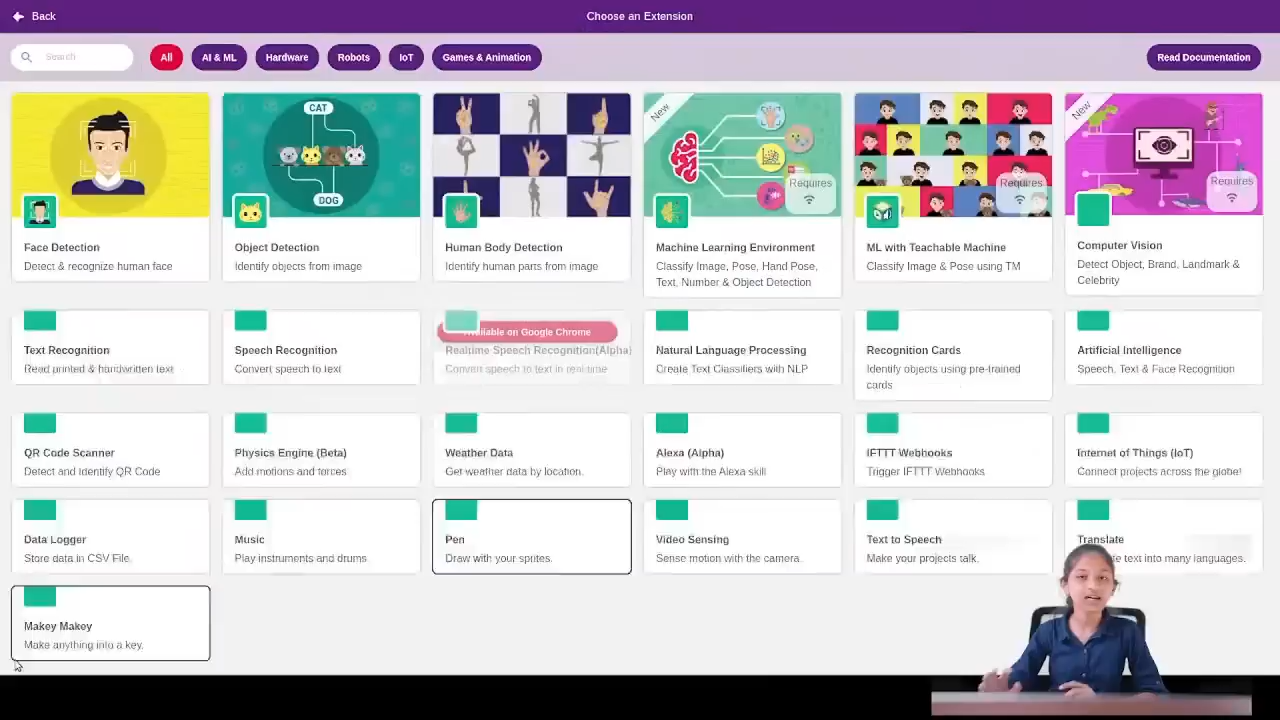 Back
Choose an Extension
Search
All
AI & ML
Hardware
Robots
IoT
Games & Animation
Read Documentation
CAT
DOG
New
Requires
Requires
New
Requires
Face Detection
Detect & recognize human face
Object Detection
Identify objects from image
Human Body Detection
Identify human parts from image
Machine Learning Environment
Classify Image, Pose, Hand Pose,
Text, Number & Object Detection
ML with Teachable Machine
Classify Image & Pose using TM
Computer Vision
Detect Object, Brand, Landmark &
Celebrity
Text Recognition
Read printed & handwritten text
Speech Recognition
Convert speech to text
on Google Chrome
Realtime Speech Recognition(Alpha)
Convert speech to text in real time
Natural Language Processing
Create Text Classifiers with NLP
Recognition Cards
Identify objects using pre-trained
cards
Artificial Intelligence
Speech, Text & Face Recognition
QR Code Scanner
Detect and Identify QR Code
Physics Engine (Beta)
Add motions and forces
Weather Data
Get weather data by location.
Alexa (Alpha)
Play with the Alexa skill
IFTTT Webhooks
Trigger IFTTT Webhooks
Internet of Things (IoT)
Connect projects across the globe!
Data Logger
Store data in CSV File.
Music
Play instruments and drums
Pen
Draw with your sprites.
Video Sensing
Sense motion with the camera.
Text to Speech
Make your projects talk.
Translate
text into many languages.
Makey Makey
Make anything into a key.